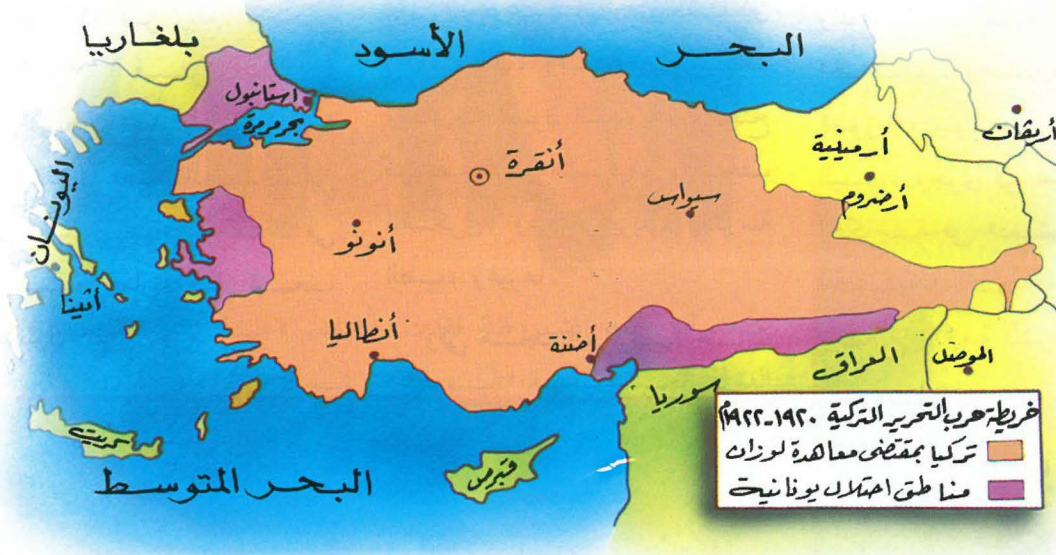 بلغاريا
البحر الأسود
استانبول
بحر مرمرة
أنقرة
سيواس
أرمينية
أرضروم
أريفان
اليونان
أثينا
أنونو
أنطاليا
أضنة
سوريا
العراق
الموصل
كريت
قبرص
البحر المتوسط
خريطة حرب التحرير التركية ١٩٢٠-١٩٢٢م
تركيا بمقتضى معاهدة لوزان
مناطق احتلال يونانية